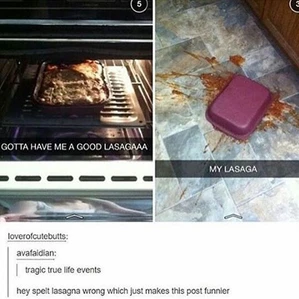 5
3
GOTTA HAVE ME A GOOD LASAGAAA
MY LASAGA
loverofcutebutts:
avafaidian:
tragic true life events
hey spelt lasagna wrong which just makes this post funnier